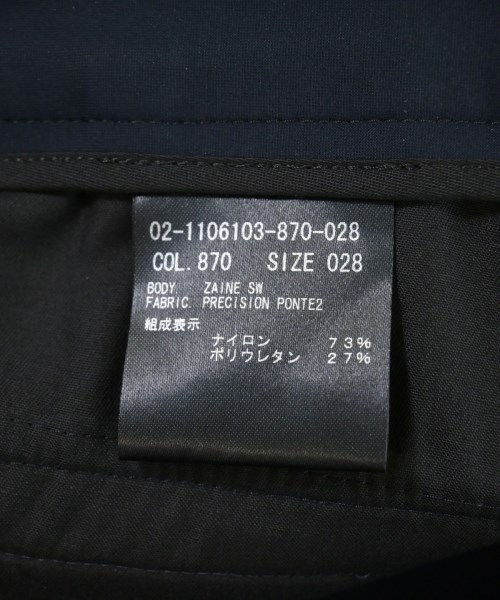 02-1106103-870-028
COL. 870 SIZE 028
BODY. ZAINE SW
FABRIC. PRECISION PONTE2
組成表示
ナイロン 73%
ポリウレタン 27%